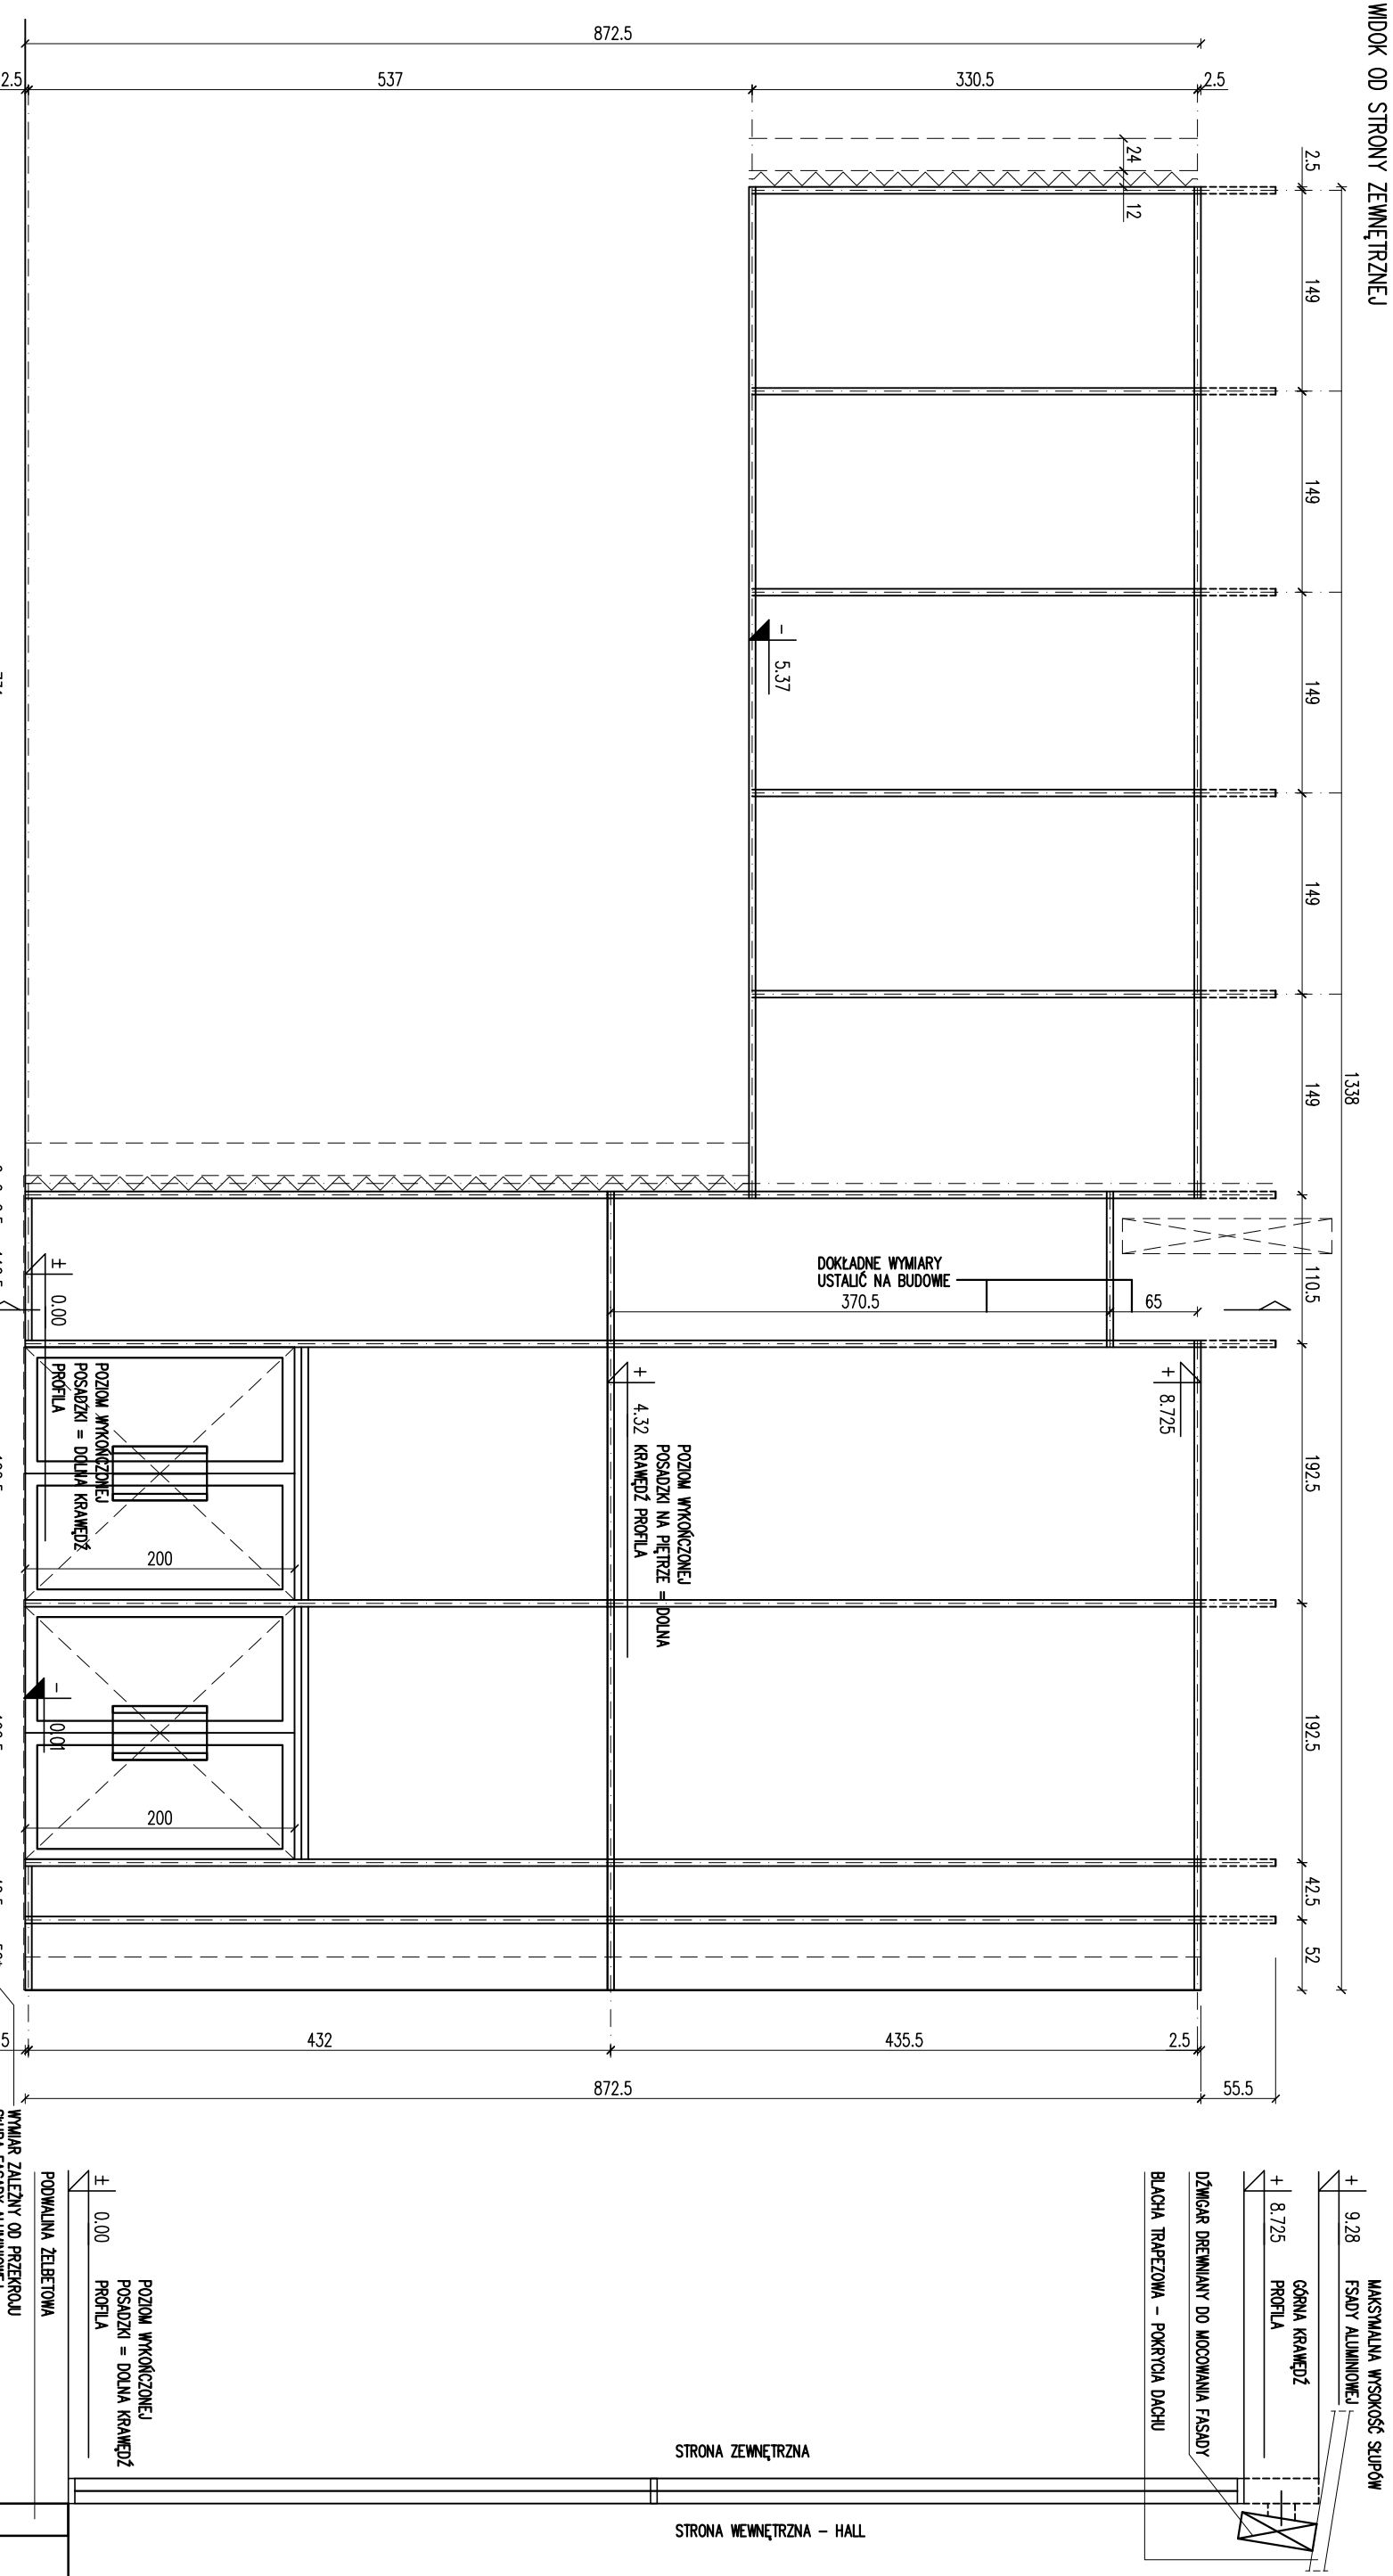 WIDOK OD STRONY ZEWNĘTRZNEJ
1338
2.5
149
149
149
149
149
110.5
192.5
192.5
42.5
52
872.5
2.5
537
330.5
2.5
24
12
-
5.37
DOKŁADNE WYMIARY
USTALIĆ NA BUDOWIE
370.5
65
+
8.725
+
4.32
POZIOM WYKOŃCZONEJ
POSADZKI NA PIĘTRZE = DOLNA
KRAWĘDŹ PROFILA
±
0.00
POZIOM WYKOŃCZONEJ
POSADZKI = DOLNA KRAWĘDŹ
PROFILA
200
200
-
0.01
432
435.5
2.5
872.5
55.5
MAKSYMALNA WYSOKOŚĆ SŁUPÓW
FSADY ALUMINIOWEJ
+
9.28
GÓRNA KRAWĘDŹ
PROFILA
+
8.725
DŹWIGAR DREWNIANY DO MOCOWANIA FASADY
BLACHA TRAPEZOWA - POKRYCIA DACHU
STRONA ZEWNĘTRZNA
STRONA WEWNĘTRZNA - HALL
POZIOM WYKOŃCZONEJ
POSADZKI = DOLNA KRAWĘDŹ
PROFILA
±
0.00
PODWALINA ŻELBETOWA
WYMIAR ZALEŻNY OD PRZEKROJU